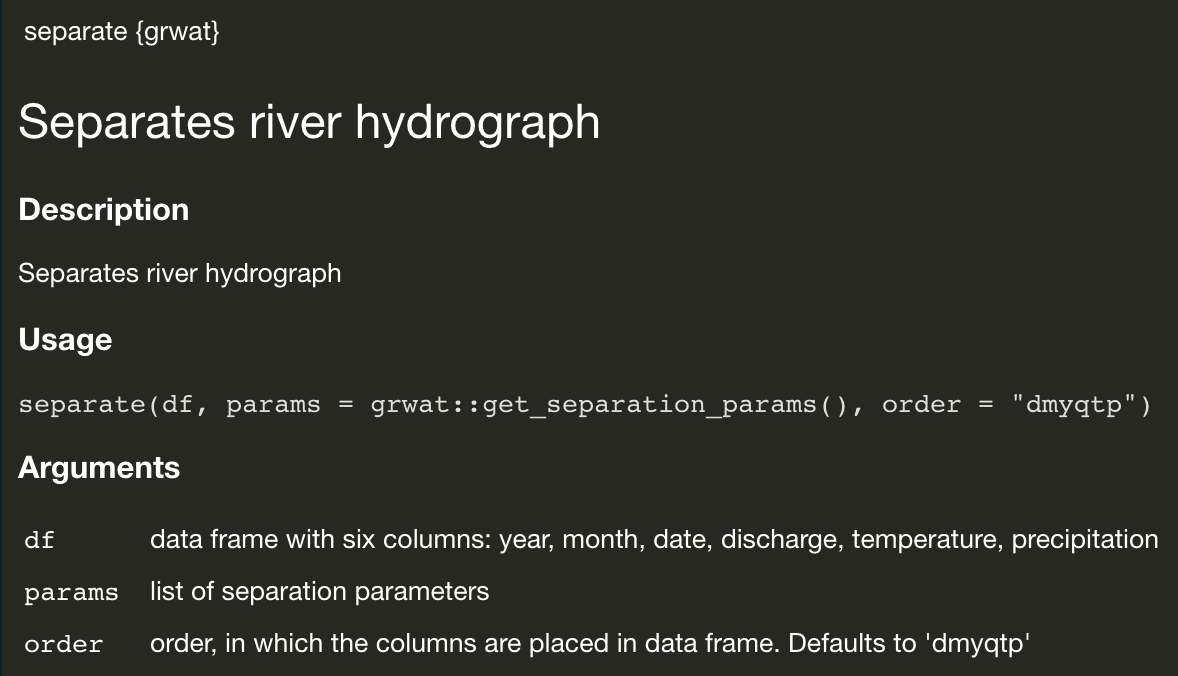 separate {grwat}
Separates river hydrograph
Description
Separates river hydrograph
Usage
separate(df, params = grwat::get_separation_params(), order = "dmyqtp")
Arguments
df data frame with six columns: year, month, date, discharge, temperature, precipitation
params list of separation parameters
order order, in which the columns are placed in data frame. Defaults to 'dmyqtp'